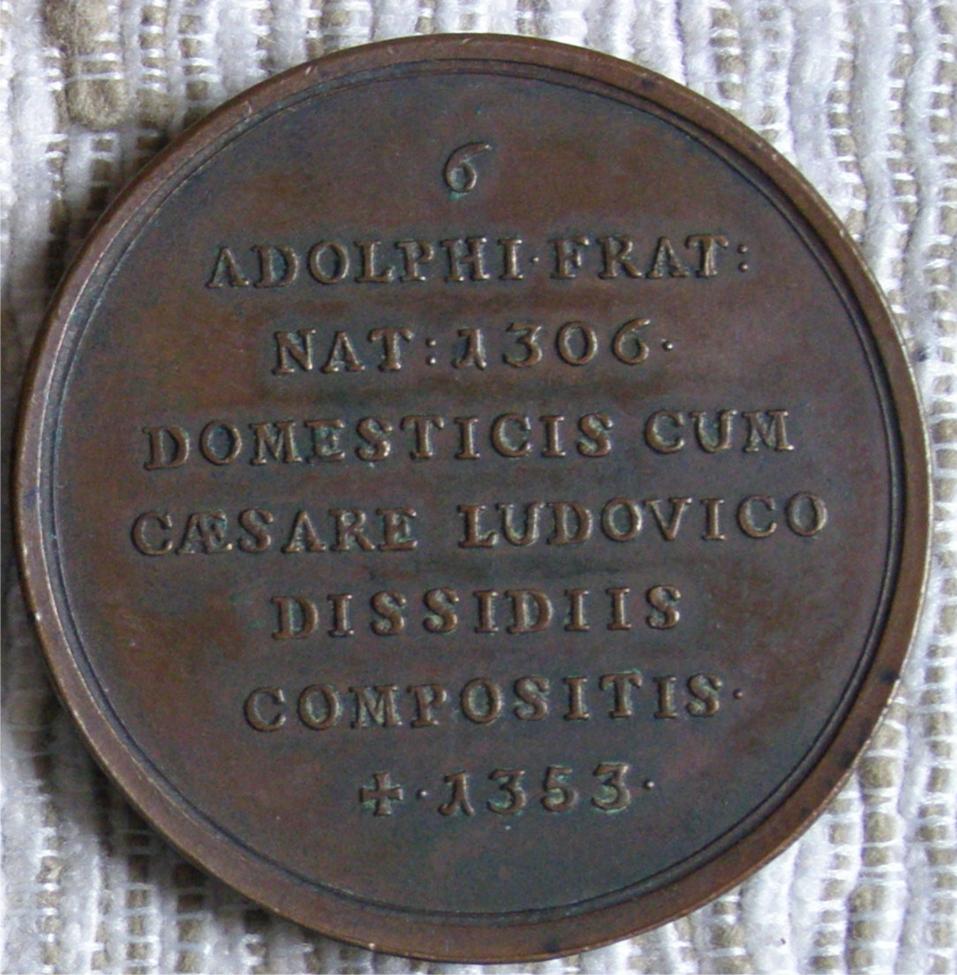 6
ADOLPHI·FRAT:
NAT:1306·
DOMESTICIS CUM
CÆSARE LUDOVICO
DISSIDIIS
COMPOSITIS·
✠·1353·